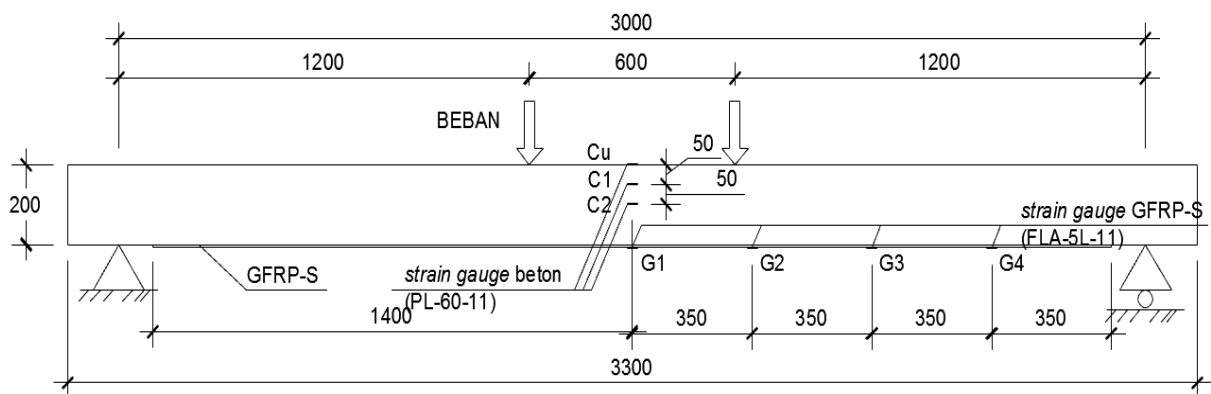 3000
1200 600 1200
BEBAN
50
Cu
C1
50
C2
200
strain gauge GFRP-S
(FLA-5L-11)
G1 G2 G3 G4
GFRP-S
strain gauge beton
(PL-60-11)
1400 350 350 350 350
3300